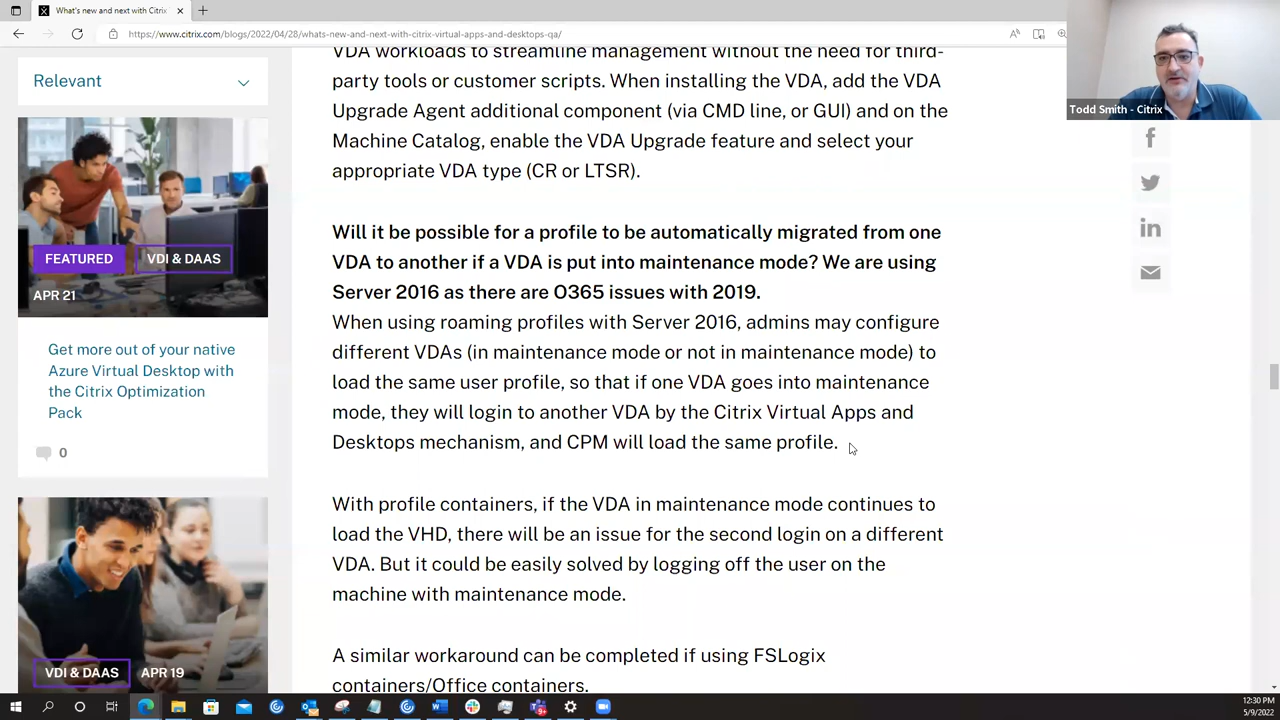 What's new and next with Citrix
https://www.citrix.com/blogs/2022/04/28/whats-new-and-next-with-citrix-virtual-apps-and-desktops-qa/
Todd Smith - Citrix
Relevant
FEATURED
VDI & DAAS
APR 21
Get more out of your native
Azure Virtual Desktop with
the Citrix Optimization
Pack
0
VDI & DAAS
APR 19
VDA workloads to streamline management without the need for third-
party tools or customer scripts. When installing the VDA, add the VDA
Upgrade Agent additional component (via CMD line, or GUI) and on the
Machine Catalog, enable the VDA Upgrade feature and select your
appropriate VDA type (CR or LTSR).
Will it be possible for a profile to be automatically migrated from one
VDA to another if a VDA is put into maintenance mode? We are using
Server 2016 as there are O365 issues with 2019.
When using roaming profiles with Server 2016, admins may configure
different VDAs (in maintenance mode or not in maintenance mode) to
load the same user profile, so that if one VDA goes into maintenance
mode, they will login to another VDA by the Citrix Virtual Apps and
Desktops mechanism, and CPM will load the same profile.
With profile containers, if the VDA in maintenance mode continues to
load the VHD, there will be an issue for the second login on a different
VDA. But it could be easily solved by logging off the user on the
machine with maintenance mode.
A similar workaround can be completed if using FSLogix
containers/Office containers.
12:30 PM
5/9/2022